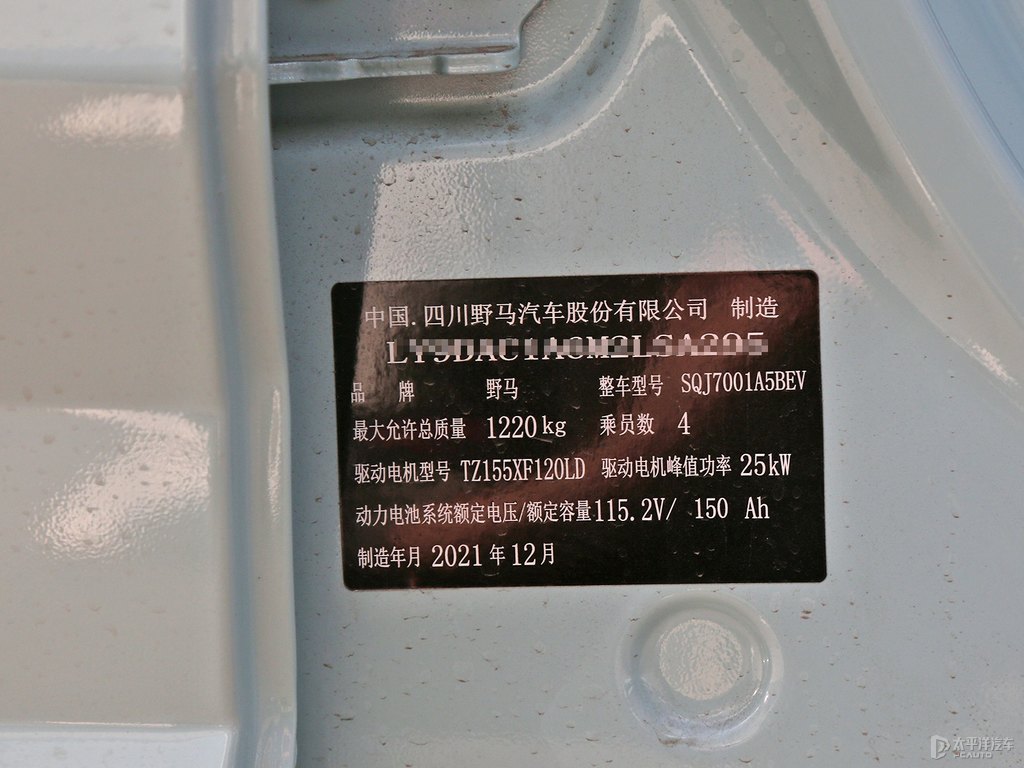 中国.四川野马汽车股份有限公司 制造
品 牌 野马 整车型号 SQJ7001A5BEV
最大允许总质量 1220kg 乘员数 4
驱动电机型号 TZ155XF120LD 驱动电机峰值功率 25kW
动力电池系统额定电压/额定容量115.2V/ 150 Ah
制造年月 2021年12月
太平洋汽车
PCAUTO